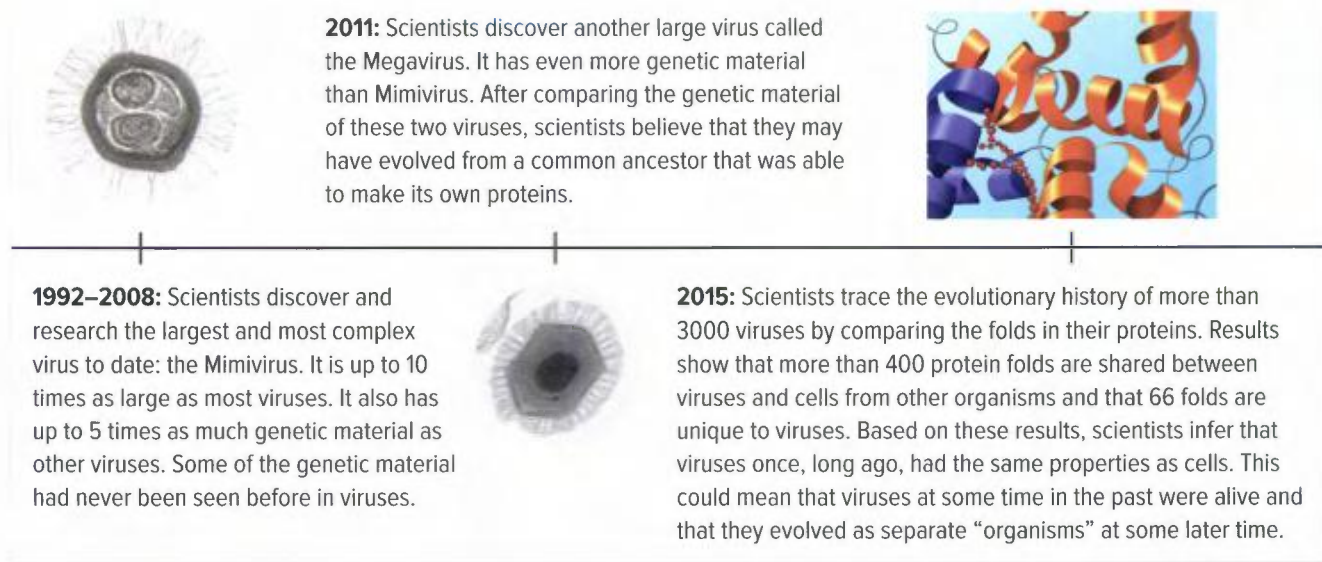 2011: Scientists discover another large virus called
the Megavirus. It has even more genetic material
than Mimivirus. After comparing the genetic material
of these two viruses, scientists believe that they may
have evolved from a common ancestor that was able
to make its own proteins.
1992–2008: Scientists discover and
research the largest and most complex
virus to date: the Mimivirus. It is up to 10
times as large as most viruses. It also has
up to 5 times as much genetic material as
other viruses. Some of the genetic material
had never been seen before in viruses.
2015: Scientists trace the evolutionary history of more than
3000 viruses by comparing the folds in their proteins. Results
show that more than 400 protein folds are shared between
viruses and cells from other organisms and that 66 folds are
unique to viruses. Based on these results, scientists infer that
viruses once, long ago, had the same properties as cells. This
could mean that viruses at some time in the past were alive and
that they evolved as separate “organisms” at some later time.